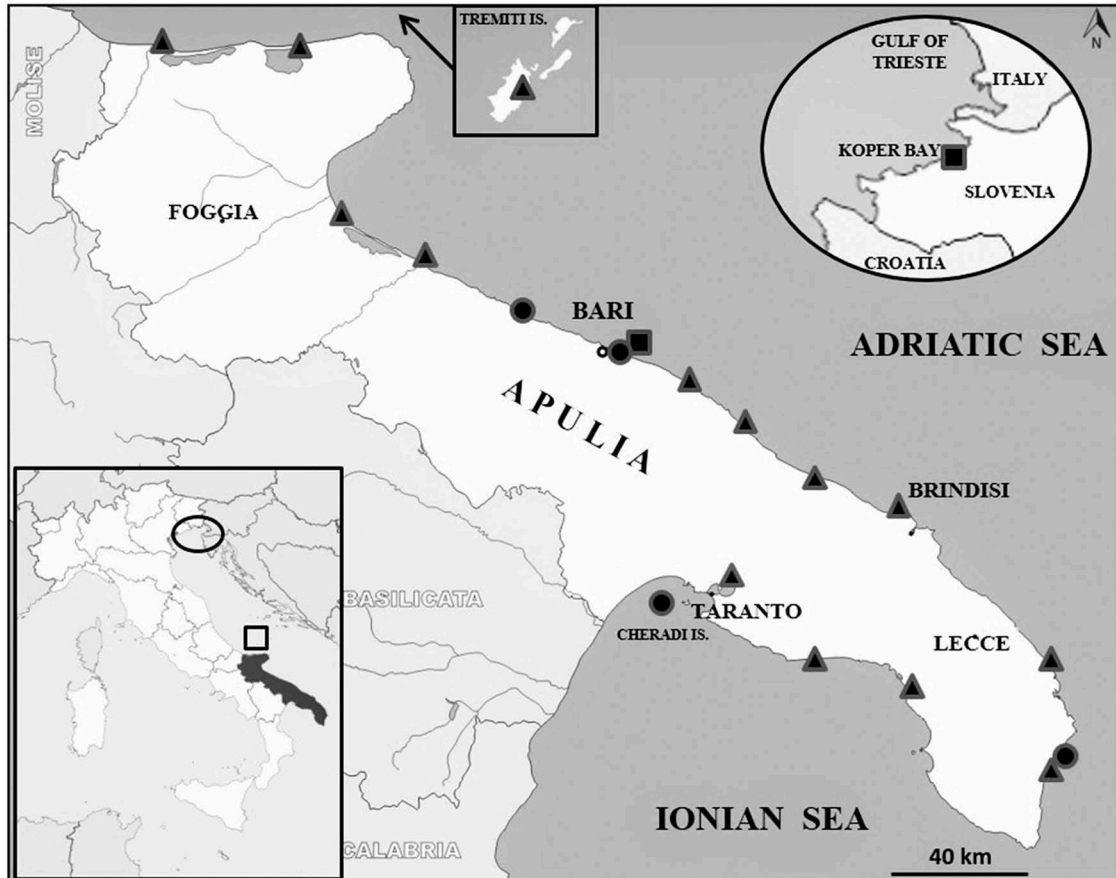 TREMITI IS.
N
GULF OF
TRIESTE
ITALY
MOLISE
KOPER BAY
SLOVENIA
FOGGIA
CROATIA
BARI
ADRIATIC SEA
APULIA
BRINDISI
BASILICATA
TARANTO
CHERADI IS.
LECCE
IONIAN SEA
CALABRIA
40 km